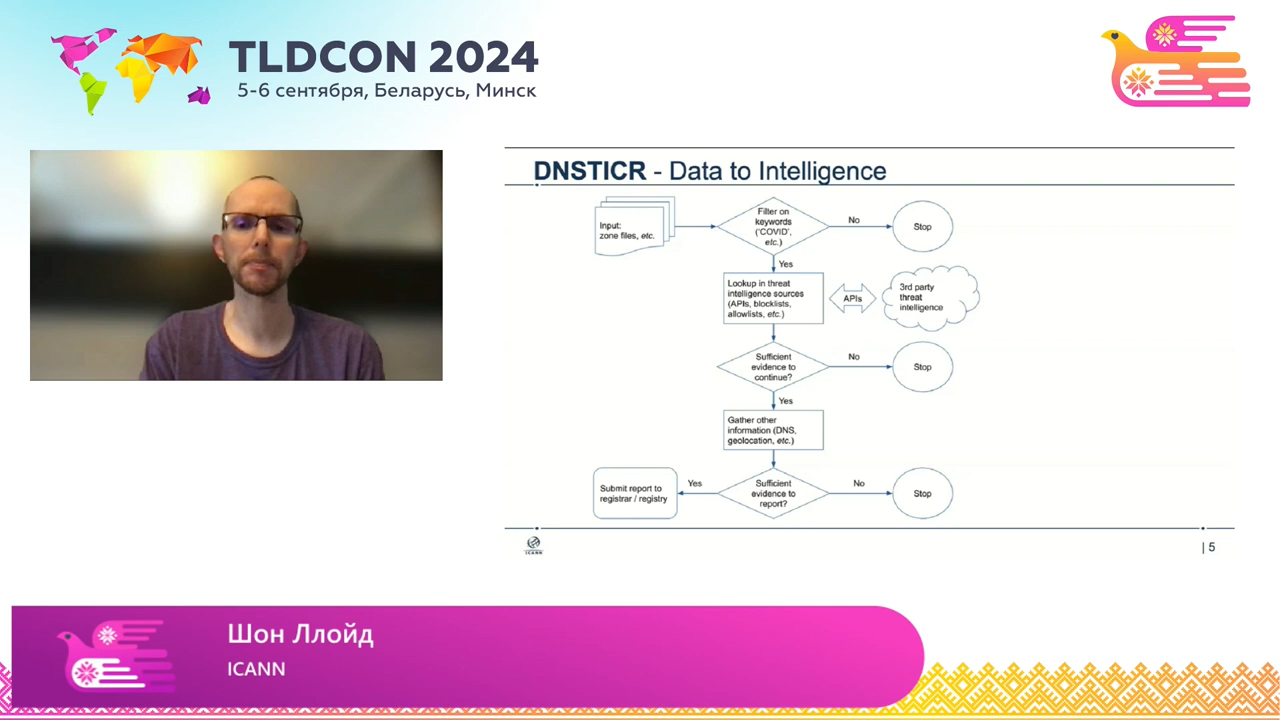 TLDCON 2024
5-6 сентября, Беларусь, Минск
DNSTICR - Data to Intelligence
Input:
zone files, etc.
Filter on
keywords
('COVID',
etc.)
No
Stop
Yes
Lookup in threat
intelligence sources
(APIs, blocklists,
allowlists, etc.)
APIs
3rd party
threat
intelligence
Sufficient
evidence to
continue?
No
Stop
Yes
Gather other
information (DNS,
geolocation, etc.)
Submit report to
registrar / registry
Yes
Sufficient
evidence to
report?
No
Stop
ICANN
| 5
Шон Ллойд
ICANN